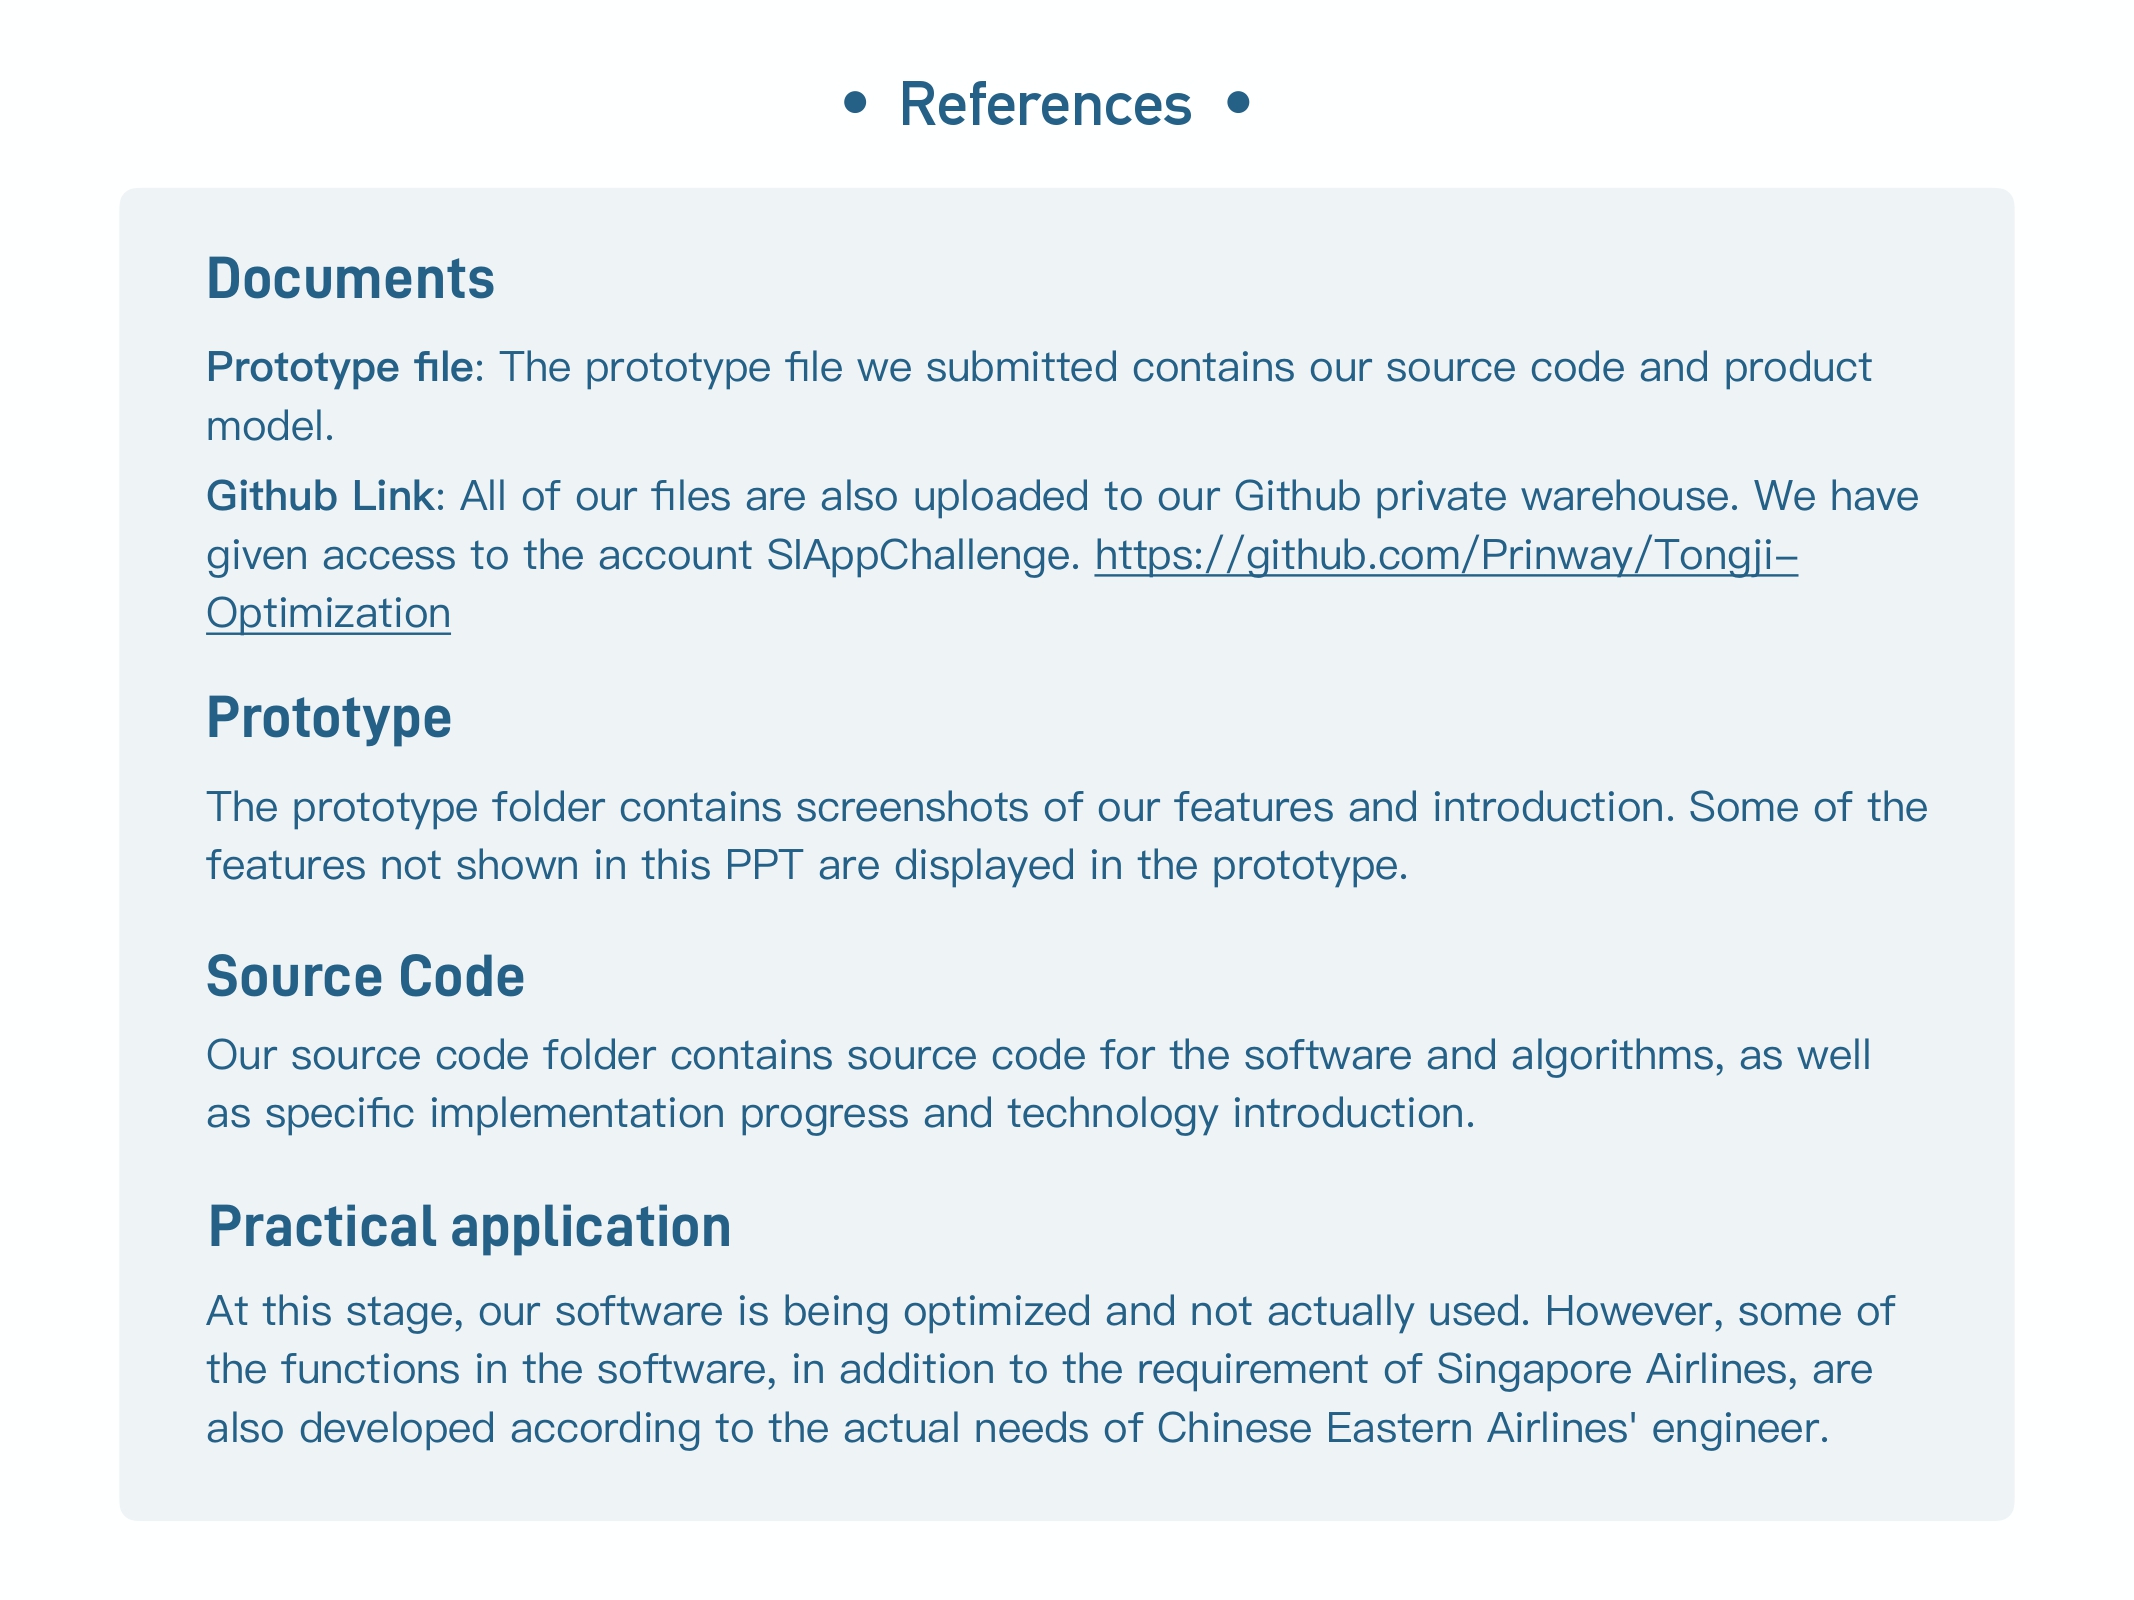 • References •
Documents
Prototype file: The prototype file we submitted contains our source code and product
model.
Github Link: All of our files are also uploaded to our Github private warehouse. We have
given access to the account SIAppChallenge. https://github.com/Prinway/Tongji-
Optimization
Prototype
The prototype folder contains screenshots of our features and introduction. Some of the
features not shown in this PPT are displayed in the prototype.
Source Code
Our source code folder contains source code for the software and algorithms, as well
as specific implementation progress and technology introduction.
Practical application
At this stage, our software is being optimized and not actually used. However, some of
the functions in the software, in addition to the requirement of Singapore Airlines, are
also developed according to the actual needs of Chinese Eastern Airlines' engineer.